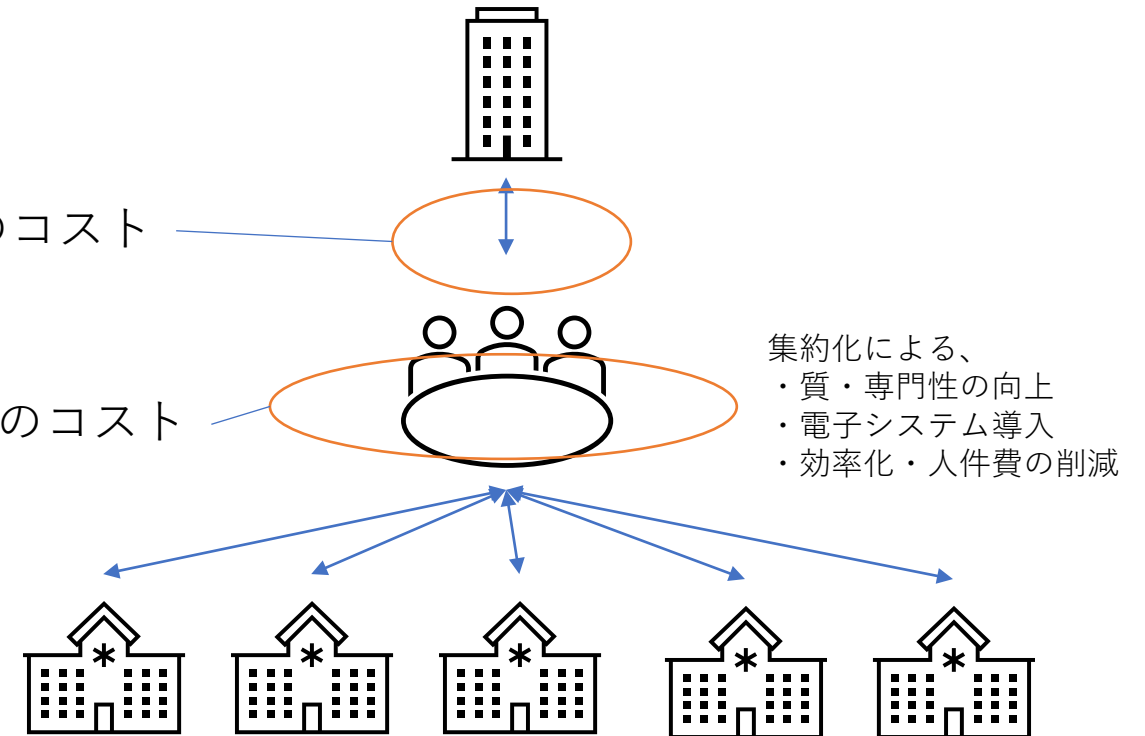 のコスト
のコスト
集約化による、
・質・専門性の向上
・電子システム導入
・効率化・人件費の削減